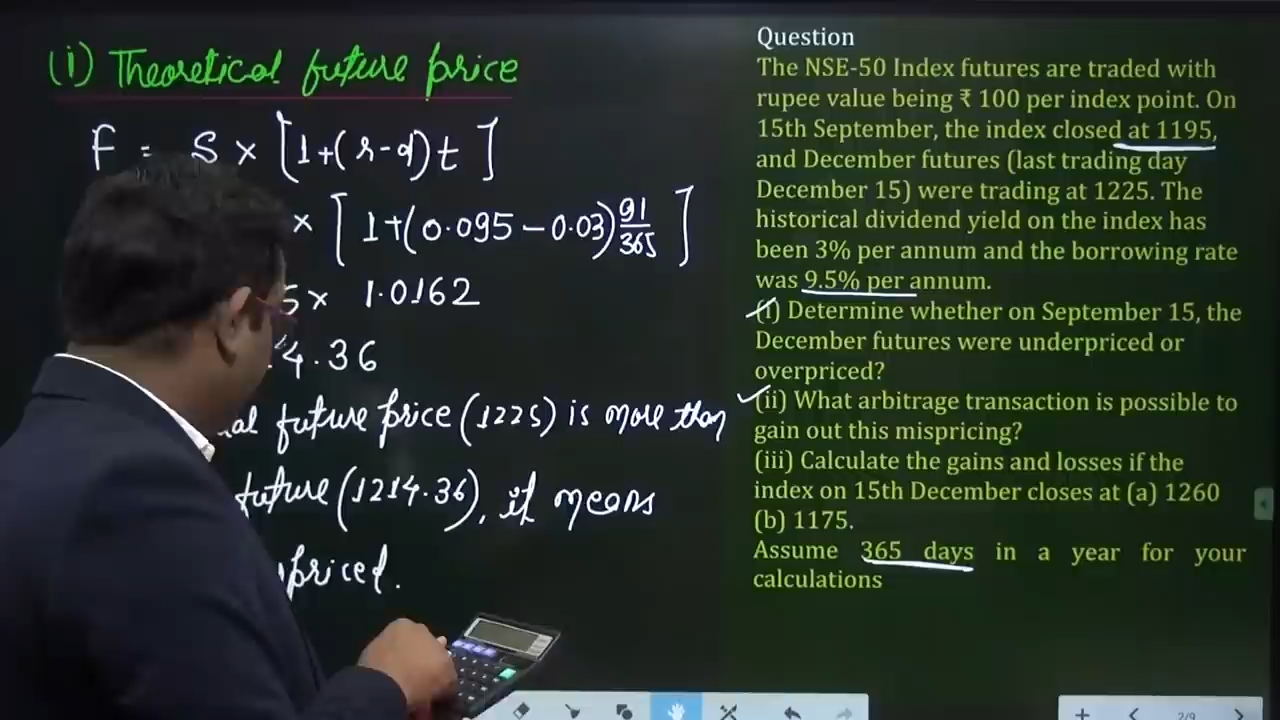 (i) Theoretical future price
F = S × [1+(r-d)t]
× [1+(0.095-0.03)91/365]
5 × 1.0162
4.36
future price (1225) is more than
future (1214.36), it means
priced.
Question
The NSE-50 Index futures are traded with
rupee value being ₹ 100 per index point. On
15th September, the index closed at 1195,
and December futures (last trading day
December 15) were trading at 1225. The
historical dividend yield on the index has
been 3% per annum and the borrowing rate
was 9.5% per annum.
(i) Determine whether on September 15, the
December futures were underpriced or
overpriced?
(ii) What arbitrage transaction is possible to
gain out this mispricing?
(iii) Calculate the gains and losses if the
index on 15th December closes at (a) 1260
(b) 1175.
Assume 365 days in a year for your
calculations
2/9